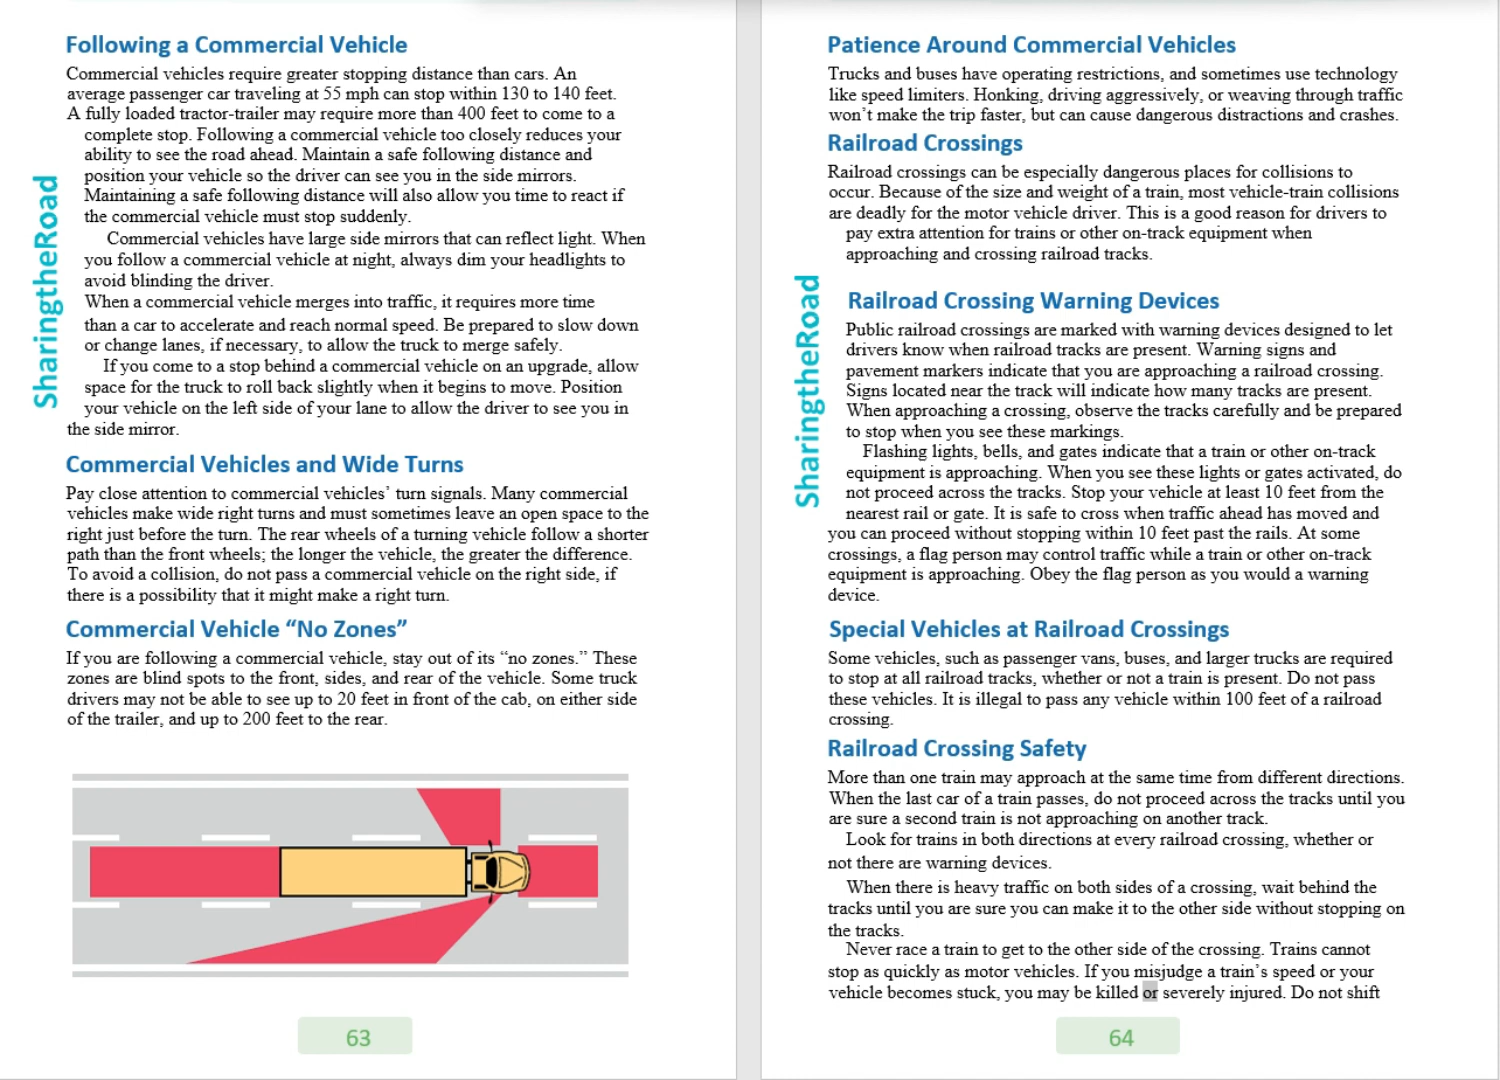 Following a Commercial Vehicle
Commercial vehicles require greater stopping distance than cars. An
average passenger car traveling at 55 mph can stop within 130 to 140 feet.
A fully loaded tractor-trailer may require more than 400 feet to come to a
complete stop. Following a commercial vehicle too closely reduces your
ability to see the road ahead. Maintain a safe following distance and
position your vehicle so the driver can see you in the side mirrors.
Maintaining a safe following distance will also allow you time to react if
the commercial vehicle must stop suddenly.
Commercial vehicles have large side mirrors that can reflect light. When
you follow a commercial vehicle at night, always dim your headlights to
avoid blinding the driver.
When a commercial vehicle merges into traffic, it requires more time
than a car to accelerate and reach normal speed. Be prepared to slow down
or change lanes, if necessary, to allow the truck to merge safely.
If you come to a stop behind a commercial vehicle on an upgrade, allow
space for the truck to roll back slightly when it begins to move. Position
your vehicle on the left side of your lane to allow the driver to see you in
the side mirror.
SharingtheRoad
Commercial Vehicles and Wide Turns
Pay close attention to commercial vehicles' turn signals. Many commercial
vehicles make wide right turns and must sometimes leave an open space to the
right just before the turn. The rear wheels of a turning vehicle follow a shorter
path than the front wheels; the longer the vehicle, the greater the difference.
To avoid a collision, do not pass a commercial vehicle on the right side, if
there is a possibility that it might make a right turn.
Commercial Vehicle “No Zones”
If you are following a commercial vehicle, stay out of its “no zones.” These
zones are blind spots to the front, sides, and rear of the vehicle. Some truck
drivers may not be able to see up to 20 feet in front of the cab, on either side
of the trailer, and up to 200 feet to the rear.
63
Patience Around Commercial Vehicles
Trucks and buses have operating restrictions, and sometimes use technology
like speed limiters. Honking, driving aggressively, or weaving through traffic
won't make the trip faster, but can cause dangerous distractions and crashes.
Railroad Crossings
Railroad crossings can be especially dangerous places for collisions to
occur. Because of the size and weight of a train, most vehicle-train collisions
are deadly for the motor vehicle driver. This is a good reason for drivers to
pay extra attention for trains or other on-track equipment when
approaching and crossing railroad tracks.
SharingtheRoad
Railroad Crossing Warning Devices
Public railroad crossings are marked with warning devices designed to let
drivers know when railroad tracks are present. Warning signs and
pavement markers indicate that you are approaching a railroad crossing.
Signs located near the track will indicate how many tracks are present.
When approaching a crossing, observe the tracks carefully and be prepared
to stop when you see these markings.
Flashing lights, bells, and gates indicate that a train or other on-track
equipment is approaching. When you see these lights or gates activated, do
not proceed across the tracks. Stop your vehicle at least 10 feet from the
nearest rail or gate. It is safe to cross when traffic ahead has moved and
you can proceed without stopping within 10 feet past the rails. At some
crossings, a flag person may control traffic while a train or other on-track
equipment is approaching. Obey the flag person as you would a warning
device.
Special Vehicles at Railroad Crossings
Some vehicles, such as passenger vans, buses, and larger trucks are required
to stop at all railroad tracks, whether or not a train is present. Do not pass
these vehicles. It is illegal to pass any vehicle within 100 feet of a railroad
crossing.
Railroad Crossing Safety
More than one train may approach at the same time from different directions.
When the last car of a train passes, do not proceed across the tracks until you
are sure a second train is not approaching on another track.
Look for trains in both directions at every railroad crossing, whether or
not there are warning devices.
When there is heavy traffic on both sides of a crossing, wait behind the
tracks until you are sure you can make it to the other side without stopping on
the tracks.
Never race a train to get to the other side of the crossing. Trains cannot
stop as quickly as motor vehicles. If you misjudge a train's speed or your
vehicle becomes stuck, you may be killed or severely injured. Do not shift
64